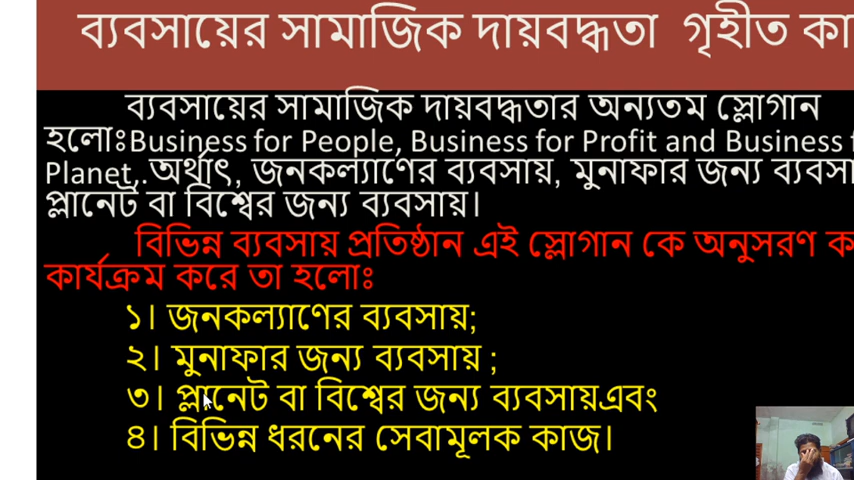 ব্যবসায়ের সামাজিক দায়বদ্ধতা গৃহীত
ব্যবসায়ের সামাজিক দায়বদ্ধতার অন্যতম স্লোগান
হলোঃBusiness for People, Business for Profit and Business
Planet,.অর্থাৎ, জনকল্যাণের ব্যবসায়, মুনাফার জন্য
প্লানেট বা বিশ্বের জন্য ব্যবসায়।
বিভিন্ন ব্যবসায় প্রতিষ্ঠান এই স্লোগান কে অনুসরণ
কার্যক্রম করে তা হলোঃ
১। জনকল্যাণের ব্যবসায়;
২। মুনাফার জন্য ব্যবসায় ;
৩। প্লানেট বা বিশ্বের জন্য ব্যবসায়এবং
৪। বিভিন্ন ধরনের সেবামূলক কাজ।